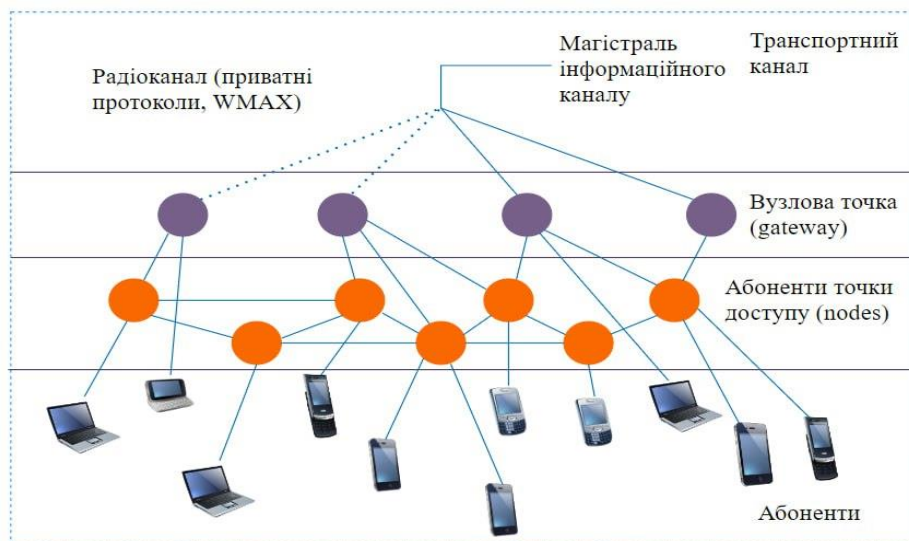 Радіоканал (приватні
протоколи, WMAX)
Магістраль
інформаційного
каналу
Транспортний
канал
Вузлова точка
(gateway)
Абоненти точки
доступу (nodes)
Абоненти